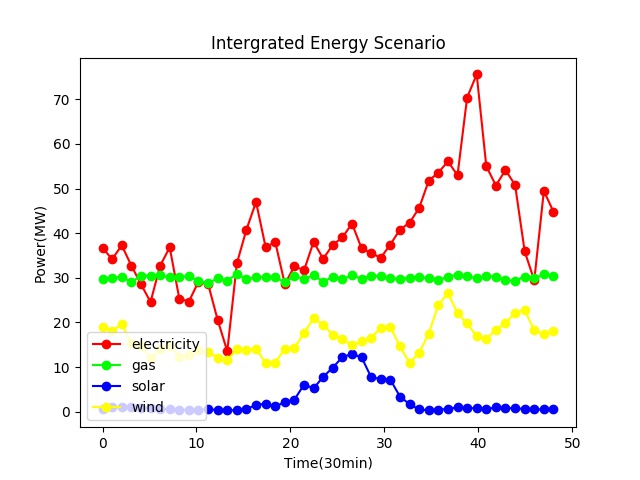 Intergrated Energy Scenario
Power(MW)
70
60
50
40
30
20
10
0
electricity
gas
solar
wind
0 10 20 30 40 50
Time(30min)